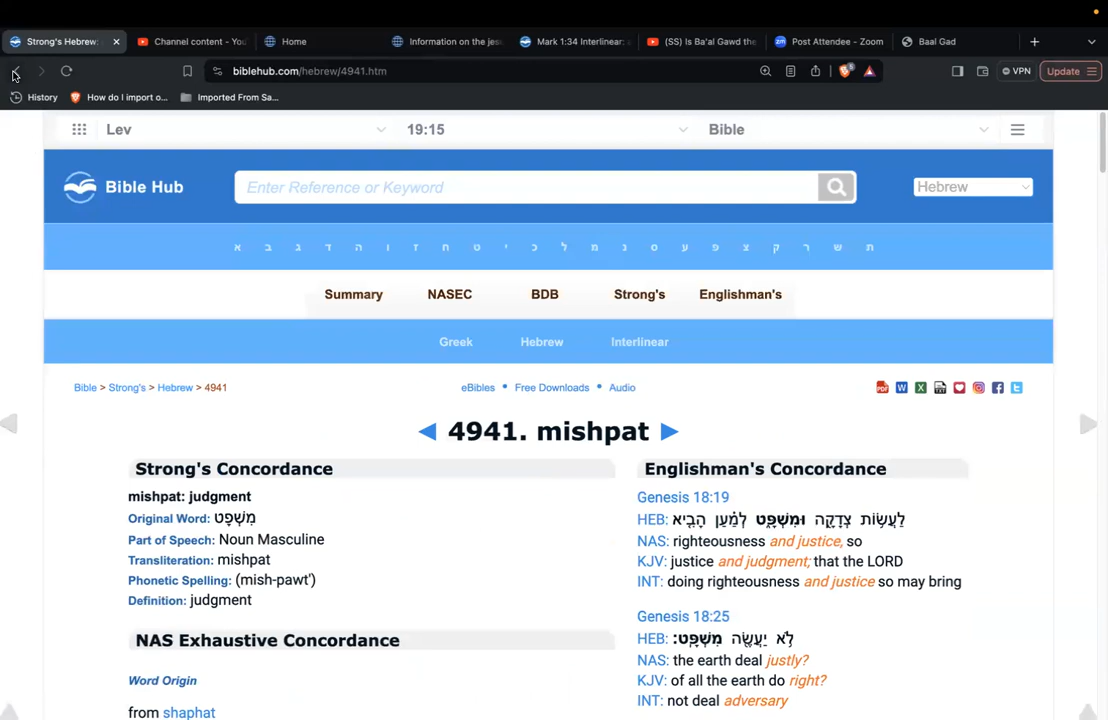 Strong's Hebrew:
Channel content - You
Home
Information on the jes
Mark 1:34 Interlinear:
(SS) Is Ba'al Gawd the
Post Attendee - Zoom
Baal Gad
biblehub.com/hebrew/4941.htm
VPN
Update
History
How do I import o...
Imported From Sa...
Lev
19:15
Bible
Bible Hub
Enter Reference or Keyword
Hebrew
א ב ג ד ה ו ז ח ט י כ ל מ נ ס ע פ צ ק ר ש ת
Summary NASEC BDB Strong's Englishman's
Greek Hebrew Interlinear
Bible > Strong's > Hebrew > 4941
eBibles • Free Downloads • Audio
◄ 4941. mishpat ►
Strong's Concordance
mishpat: judgment
Original Word: מִשְׁפָּט
Part of Speech: Noun Masculine
Transliteration: mishpat
Phonetic Spelling: (mish-pawt')
Definition: judgment
NAS Exhaustive Concordance
Word Origin
from shaphat
Englishman's Concordance
Genesis 18:19
HEB: לַעֲשׂ֥וֹת צְדָקָ֖ה וּמִשְׁפָּ֑ט לְמַ֗עַן הָבִ֤יא
NAS: righteousness and justice, so
KJV: justice and judgment; that the LORD
INT: doing righteousness and justice so may bring
Genesis 18:25
HEB: לֹ֥א יַעֲשֶׂ֖ה מִשְׁפָּֽט׃
NAS: the earth deal justly?
KJV: of all the earth do right?
INT: not deal adversary